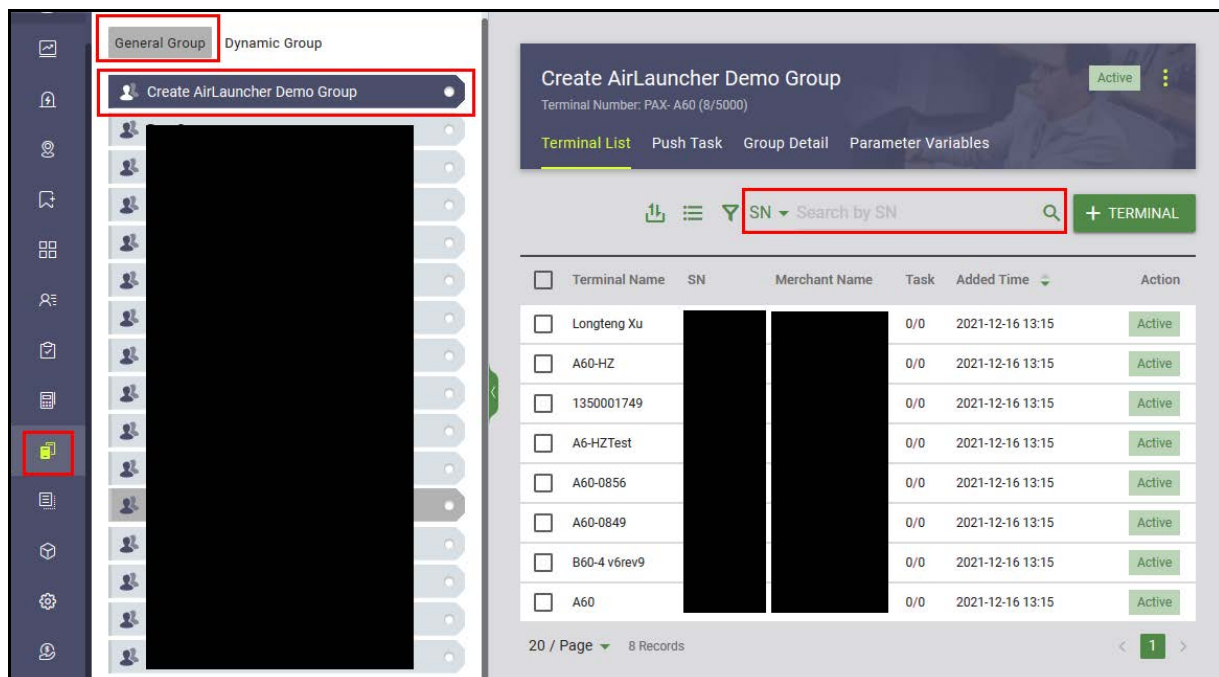 General Group Dynamic Group
Create AirLauncher Demo Group
Create AirLauncher Demo Group
Active
Terminal Number: PAX- A60 (8/5000)
Terminal List Push Task Group Detail Parameter Variables
SN Search by SN
+ TERMINAL
Terminal Name SN Merchant Name Task Added Time Action
Longteng Xu 0/0 2021-12-16 13:15 Active
A60-HZ 0/0 2021-12-16 13:15 Active
1350001749 0/0 2021-12-16 13:15 Active
A6-HZTest 0/0 2021-12-16 13:15 Active
A60-0856 0/0 2021-12-16 13:15 Active
A60-0849 0/0 2021-12-16 13:15 Active
B60-4 v6rev9 0/0 2021-12-16 13:15 Active
A60 0/0 2021-12-16 13:15 Active
20 / Page 8 Records < 1 >